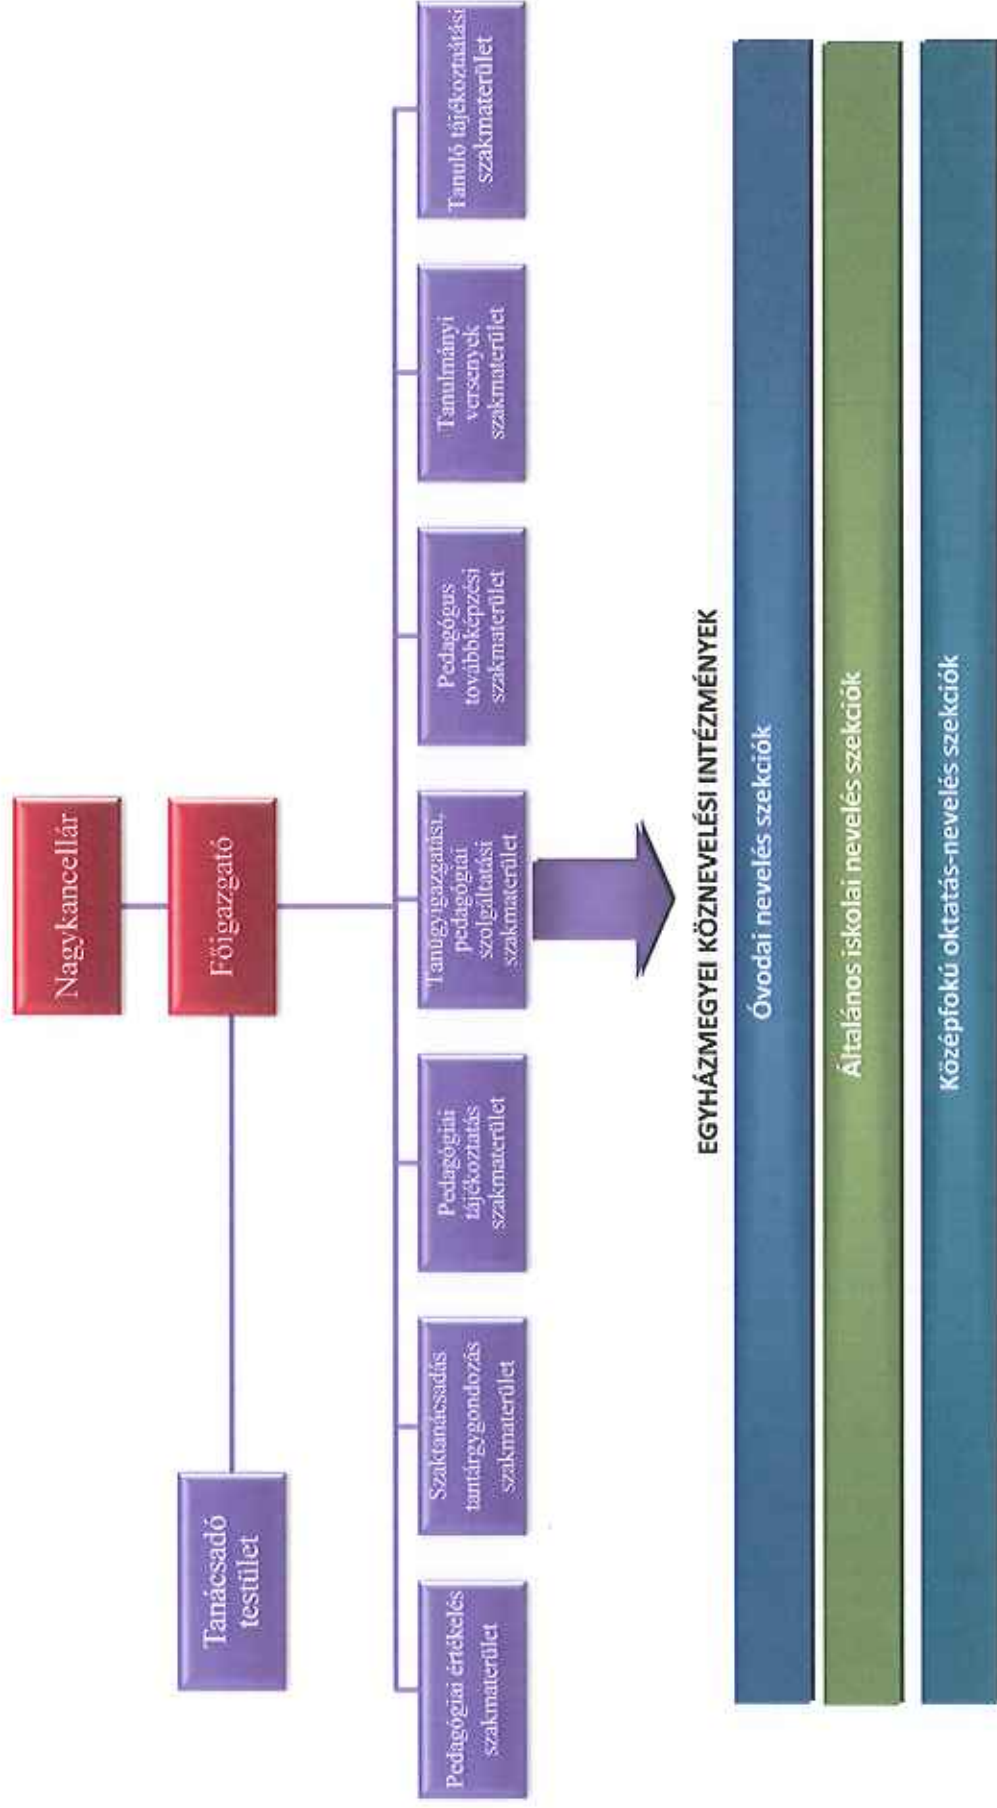 Nagykancellár
Főigazgató
Tanácsadó
testület
Pedagógiai értékelés
szakmaterület
Szaktanácsadás
tantárgygondozás
szakmaterület
Pedagógiai
tájékoztatás
szakmaterület
Tanügyigazgatási,
pedagógiai
szolgáltatási
szakmaterület
Pedagógus
továbbképzési
szakmaterület
Tanulmányi
versenyek
szakmaterület
Tanuló tájékoztaátási
szakmaterület
EGYHÁZMEGYEI KÖZNEVELÉSI INTÉZMÉNYEK
Óvodai nevelés szekciók
Általános iskolai nevelés szekciók
Középfokú oktatás-nevelés szekciók